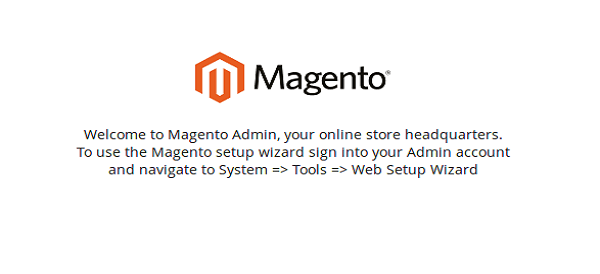 Magento®
Welcome to Magento Admin, your online store headquarters.
To use the Magento setup wizard sign into your Admin account
and navigate to System => Tools => Web Setup Wizard